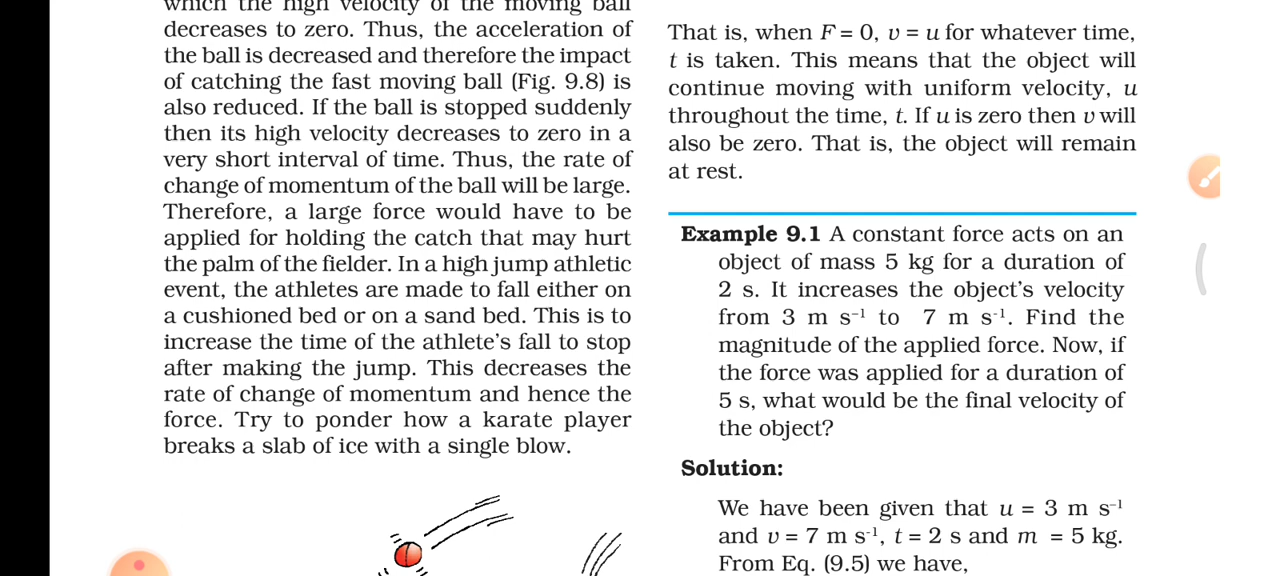 which the high velocity of the moving ball
decreases to zero. Thus, the acceleration of
the ball is decreased and therefore the impact
of catching the fast moving ball (Fig. 9.8) is
also reduced. If the ball is stopped suddenly
then its high velocity decreases to zero in a
very short interval of time. Thus, the rate of
change of momentum of the ball will be large.
Therefore, a large force would have to be
applied for holding the catch that may hurt
the palm of the fielder. In a high jump athletic
event, the athletes are made to fall either on
a cushioned bed or on a sand bed. This is to
increase the time of the athlete's fall to stop
after making the jump. This decreases the
rate of change of momentum and hence the
force. Try to ponder how a karate player
breaks a slab of ice with a single blow.
That is, when F = 0, v = u for whatever time,
t is taken. This means that the object will
continue moving with uniform velocity, u
throughout the time, t. If u is zero then v will
also be zero. That is, the object will remain
at rest.
Example 9.1 A constant force acts on an
object of mass 5 kg for a duration of
2 s. It increases the object's velocity
from 3 m s⁻¹ to 7 m s⁻¹. Find the
magnitude of the applied force. Now, if
the force was applied for a duration of
5 s, what would be the final velocity of
the object?
Solution:
We have been given that u = 3 m s⁻¹
and v = 7 m s⁻¹, t = 2 s and m = 5 kg.
From Eq. (9.5) we have,